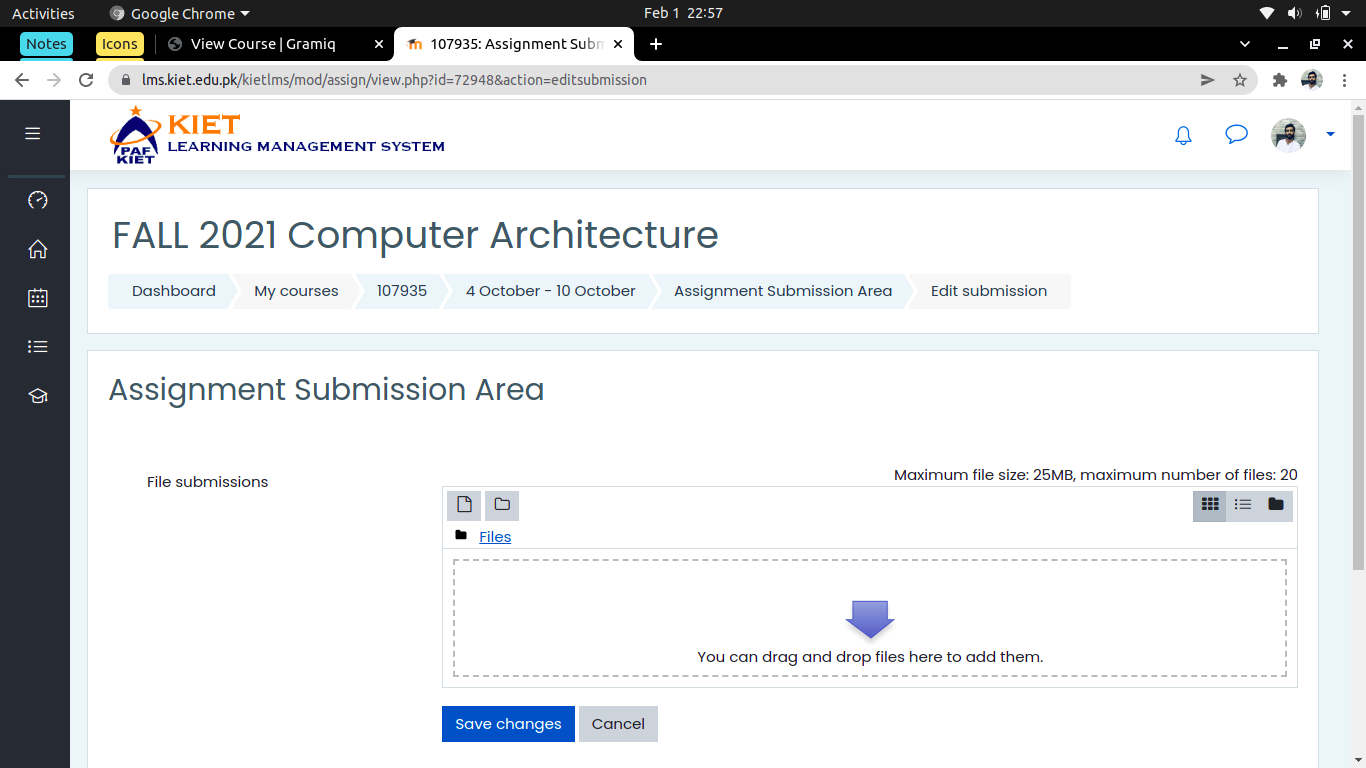 Activities Google Chrome Feb 1 22:57
Notes Icons View Course | Gramiq 107935: Assignment Subm
lms.kiet.edu.pk/kietlms/mod/assign/view.php?id=72948&action=editsubmission
KIET
LEARNING MANAGEMENT SYSTEM
PAF
KIET
FALL 2021 Computer Architecture
Dashboard My courses 107935 4 October - 10 October Assignment Submission Area Edit submission
Assignment Submission Area
Maximum file size: 25MB, maximum number of files: 20
File submissions
Files
You can drag and drop files here to add them.
Save changes Cancel